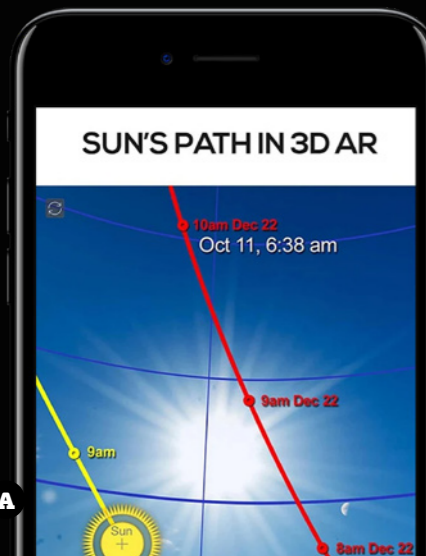 SUN'S PATH IN 3D AR
10am Dec 22
Oct 11, 6:38 am
9am Dec 22
9am
A
Sun
8am Dec 22